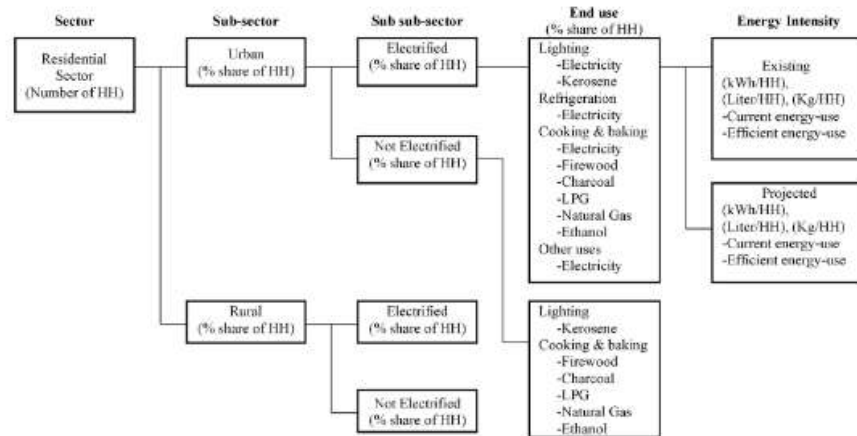 Sector
Sub-sector
Sub sub-sector
End use
(% share of HH)
Energy Intensity
Residential
Sector
(Number of HH)
Urban
(% share of HH)
Electrified
(% share of HH)
Not Electrified
(% share of HH)
Lighting
-Electricity
-Kerosene
Refrigeration
-Electricity
Cooking & baking
-Electricity
-Firewood
-Charcoal
-LPG
-Natural Gas
-Ethanol
Other uses
-Electricity
Existing
(kWh/HH),
(Liter/HH), (Kg/HH)
-Current energy-use
-Efficient energy-use
Projected
(kWh/HH),
(Liter/HH), (Kg/HH)
-Current energy-use
-Efficient energy-use
Rural
(% share of HH)
Electrified
(% share of HH)
Not Electrified
(% share of HH)
Lighting
-Kerosene
Cooking & baking
-Firewood
-Charcoal
-LPG
-Natural Gas
-Ethanol